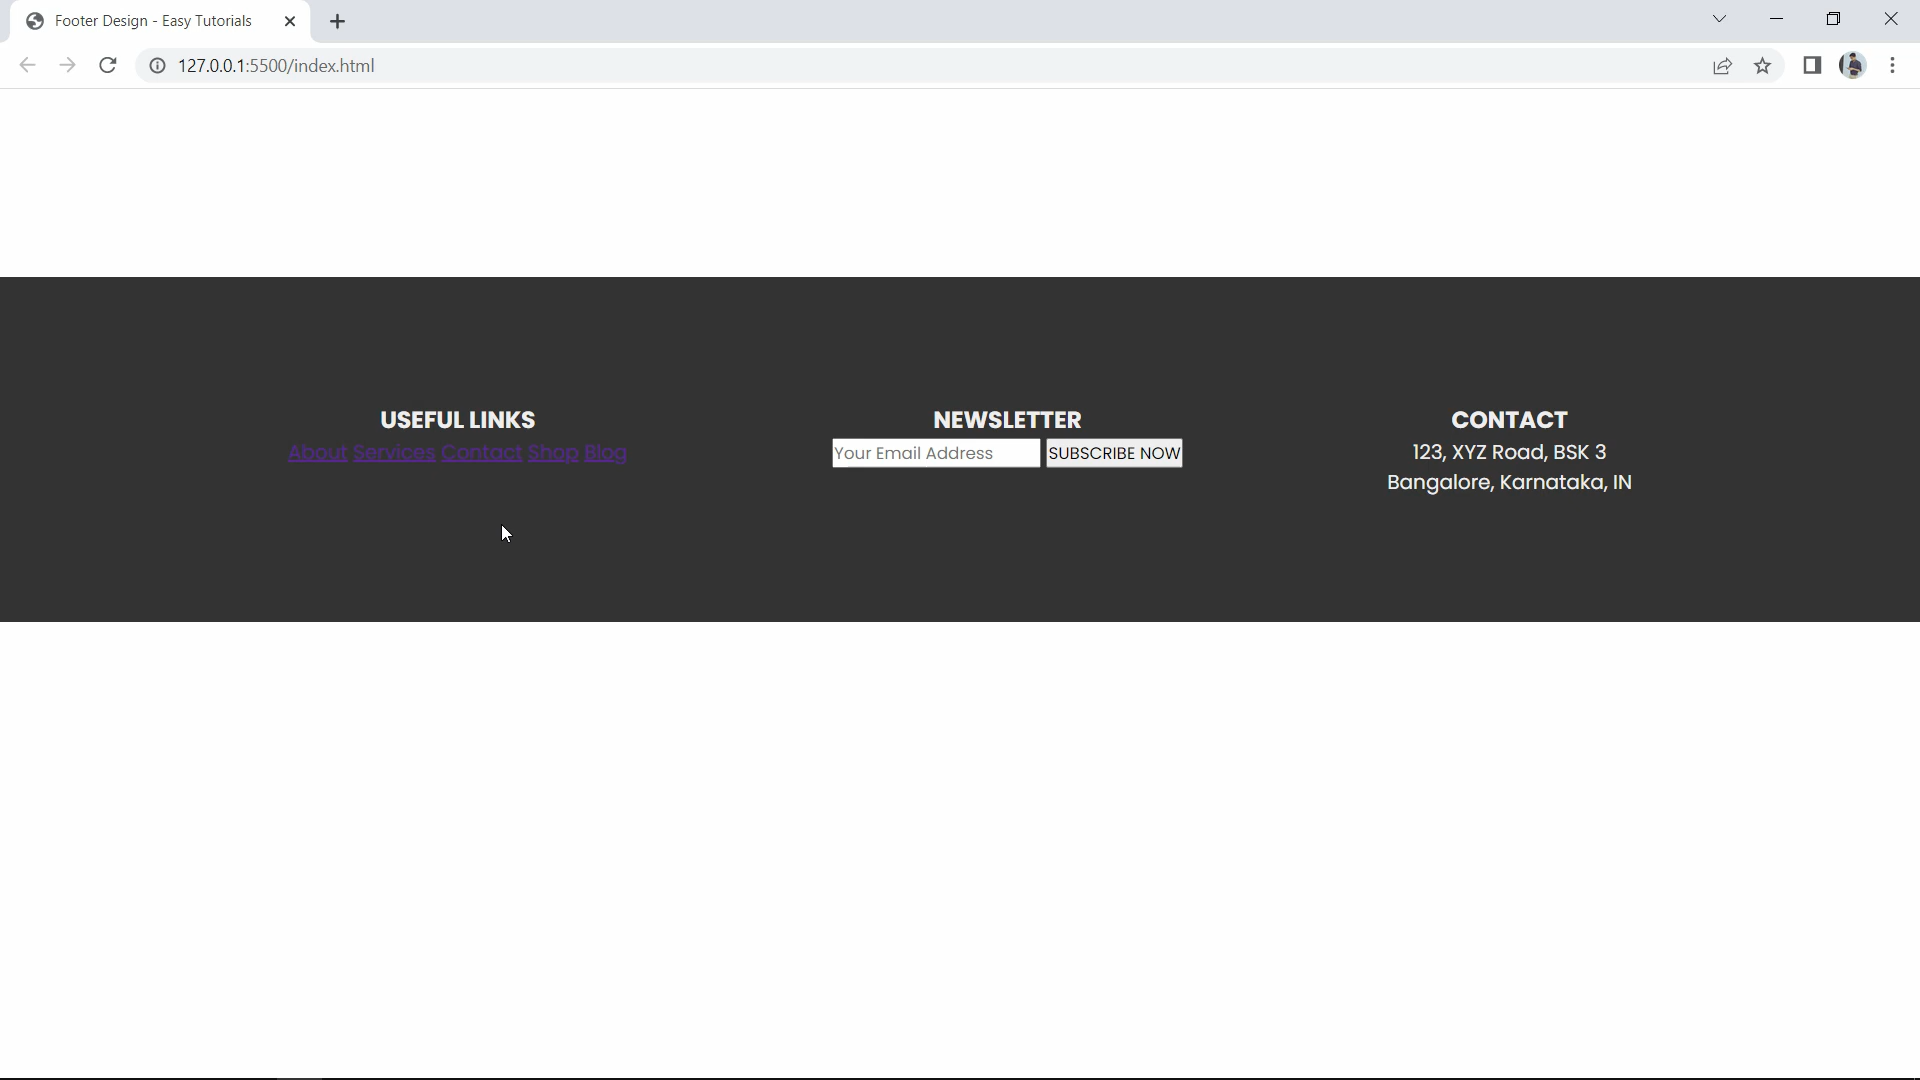 Footer Design - Easy Tutorials
127.0.0.1:5500/index.html
USEFUL LINKS
About Services Contact Shop Blog
NEWSLETTER
Your Email Address SUBSCRIBE NOW
CONTACT
123, XYZ Road, BSK 3
Bangalore, Karnataka, IN